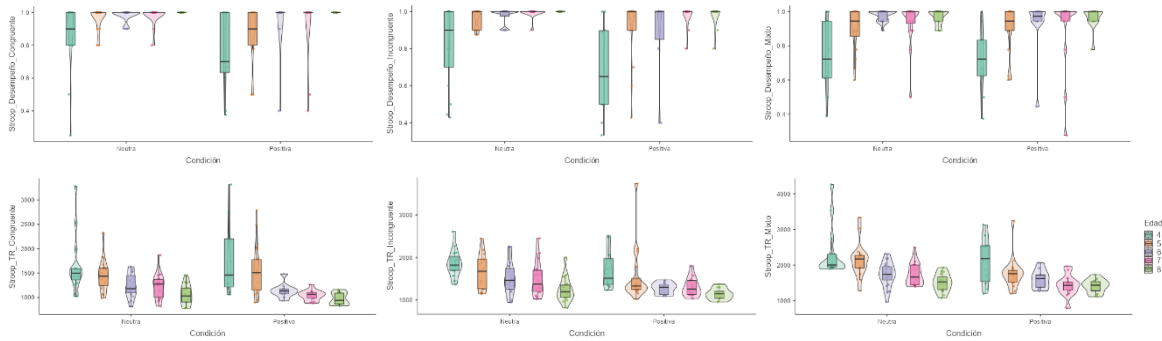 Stroop_Desempeño_Congruente
1.0
0.8
0.6
0.4
Neutra
Positiva
Condición
Stroop_Desempeño_Incongruente
1.0
0.8
0.6
0.4
Neutra
Positiva
Condición
Stroop_Desempeño_Mixto
1.0
0.8
0.6
0.4
Neutra
Positiva
Condición
Stroop_TR_Congruente
3000
2500
2000
1500
1000
Neutra
Positiva
Condición
Stroop_TR_Incongruente
3000
2000
1000
Neutra
Positiva
Condición
Stroop_TR_Mixto
4000
3000
2000
1000
Neutra
Positiva
Condición
Edad
4
5
6
7
8